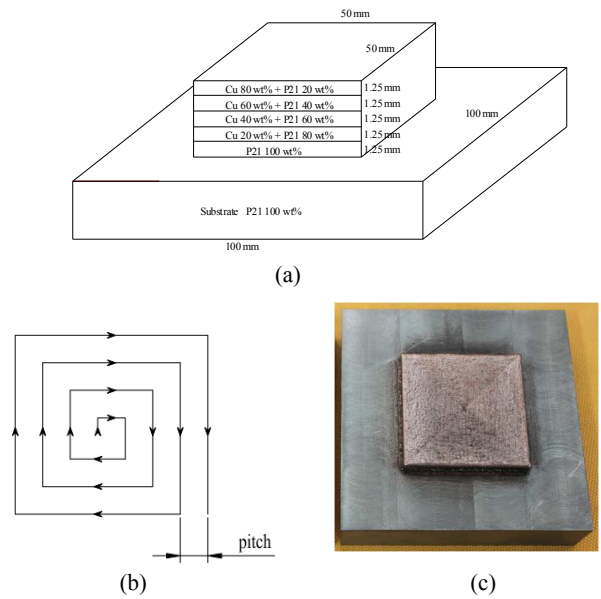 50 mm
50 mm
Cu 80 wt% + P21 20 wt%
1.25 mm
Cu 60 wt% + P21 40 wt%
1.25 mm
Cu 40 wt% + P21 60 wt%
1.25 mm
Cu 20 wt% + P21 80 wt%
1.25 mm
P21 100 wt%
1.25 mm
100 mm
Substrate P21 100 wt%
100 mm
(a)
pitch
(b)
(c)